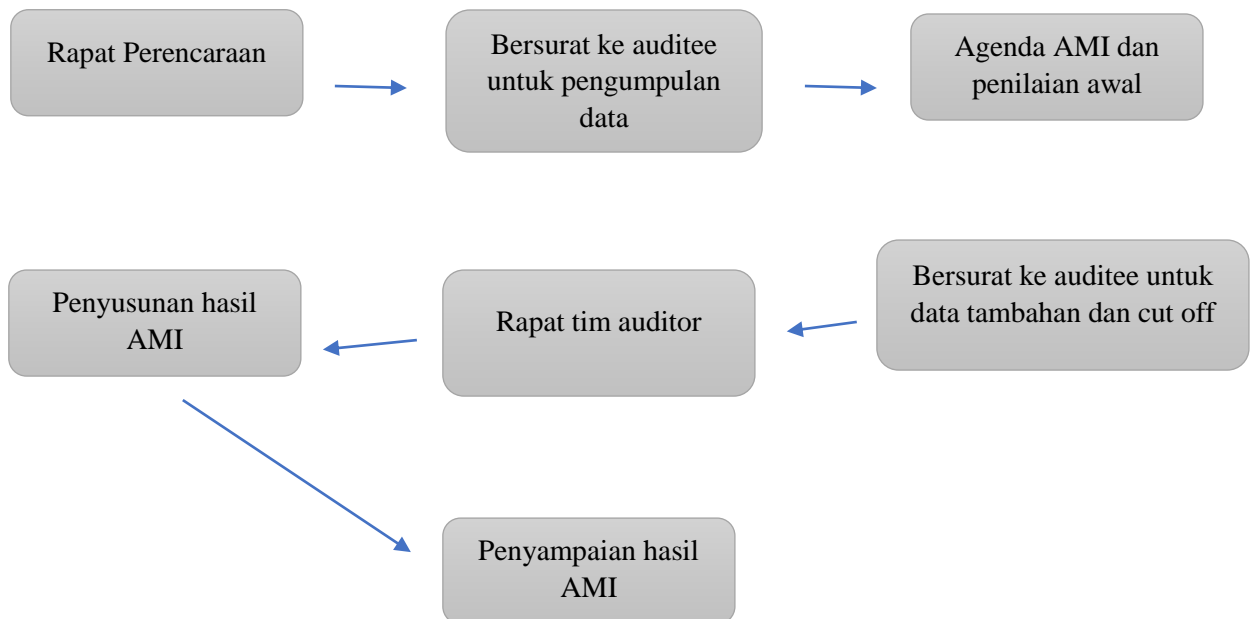 Rapat Perencaraan
Bersurat ke auditee
untuk pengumpulan
data
Agenda AMI dan
penilaian awal
Bersurat ke auditee untuk
data tambahan dan cut off
Rapat tim auditor
Penyusunan hasil
AMI
Penyampaian hasil
AMI